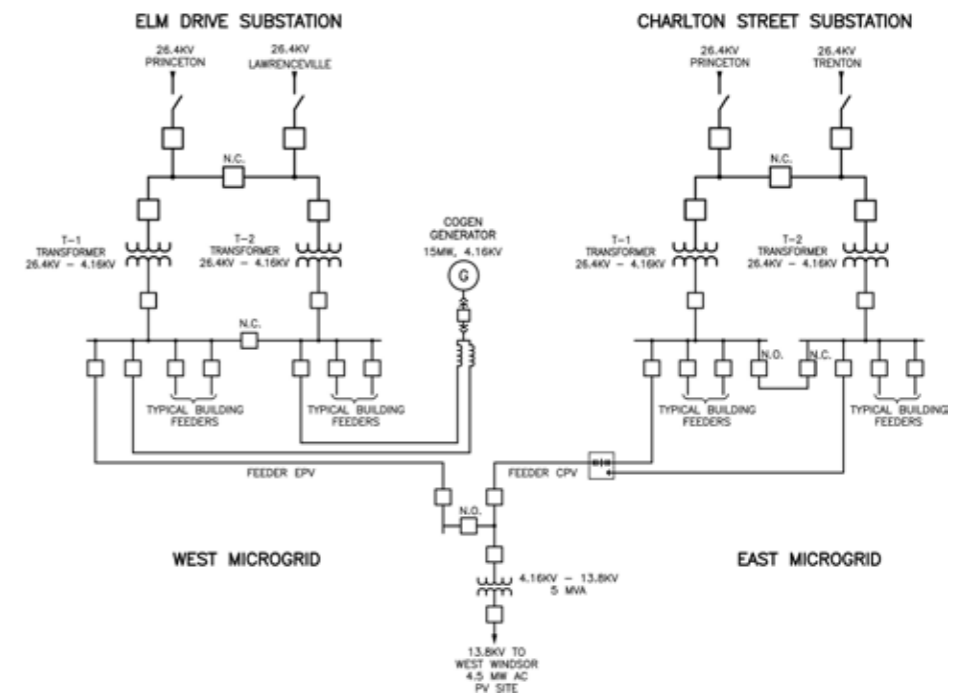 ELM DRIVE SUBSTATION
CHARLTON STREET SUBSTATION
26.4KV
PRINCETON
26.4KV
LAWRENCEVILLE
26.4KV
PRINCETON
26.4KV
TRENTON
N.C.
N.C.
T-1
TRANSFORMER
26.4KV - 4.16KV
T-2
TRANSFORMER
26.4KV - 4.16KV
COGEN
GENERATOR
15MW, 4.16KV
G
T-1
TRANSFORMER
26.4KV - 4.16KV
T-2
TRANSFORMER
26.4KV - 4.16KV
N.C.
N.O.
N.C.
TYPICAL BUILDING
FEEDERS
TYPICAL BUILDING
FEEDERS
TYPICAL BUILDING
FEEDERS
TYPICAL BUILDING
FEEDERS
FEEDER EPV
FEEDER CPV
N.O.
WEST MICROGRID
EAST MICROGRID
4.16KV - 13.8KV
5 MVA
13.8KV TO
WEST WINDSOR
4.5 MW AC
PV SITE